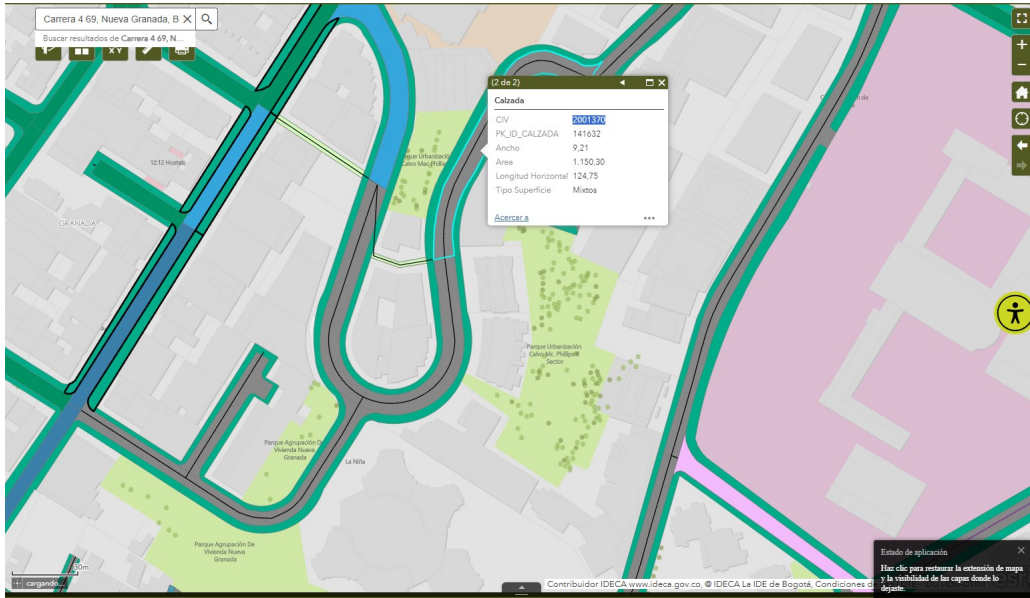 Carrera 4 69, Nueva Granada, B
Buscar resultados de Carrera 4 69, N...
XY
(2 de 2)
Calzada
CIV 2001370
PK_ID_CALZADA 141632
Ancho 9,21
Area 1.150,30
Longitud Horizontal 124,75
Tipo Superficie Mixtos
Acercar a
12:12 Hostels
GRANADA
Parque Urbanización
Calvo Mac Phillips
Parque Urbanización
Calvo Mc. Phillips
Sector
Parque Agrupación De
Vivienda Nueva
Granada
La Niña
Parque Agrupación De
Vivienda Nueva
Granada
30m
cargando...
Contribuidor IDECA www.ideca.gov.co, © IDECA La IDE de Bogotá, Condiciones de
Estado de aplicación
Haz clic para restaurar la extensión de mapa
y la visibilidad de las capas donde lo
dejaste.